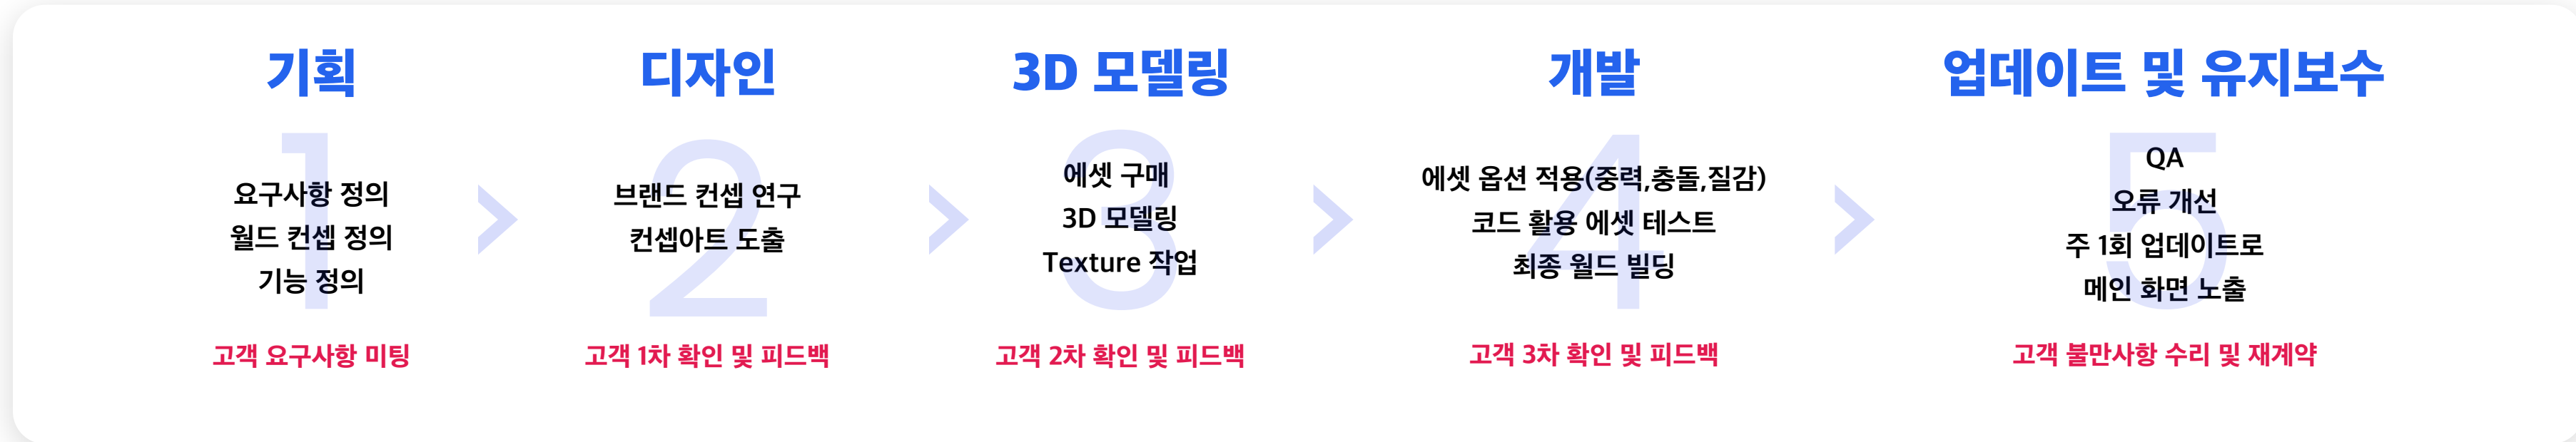 기획
1
요구사항 정의
월드 컨셉 정의
기능 정의
고객 요구사항 미팅
디자인
2
브랜드 컨셉 연구
컨셉아트 도출
고객 1차 확인 및 피드백
3D 모델링
3
에셋 구매
3D 모델링
Texture 작업
고객 2차 확인 및 피드백
개발
4
에셋 옵션 적용(중력,충돌,질감)
코드 활용 에셋 테스트
최종 월드 빌딩
고객 3차 확인 및 피드백
업데이트 및 유지보수
5
QA
오류 개선
주 1회 업데이트로
메인 화면 노출
고객 불만사항 수리 및 재계약